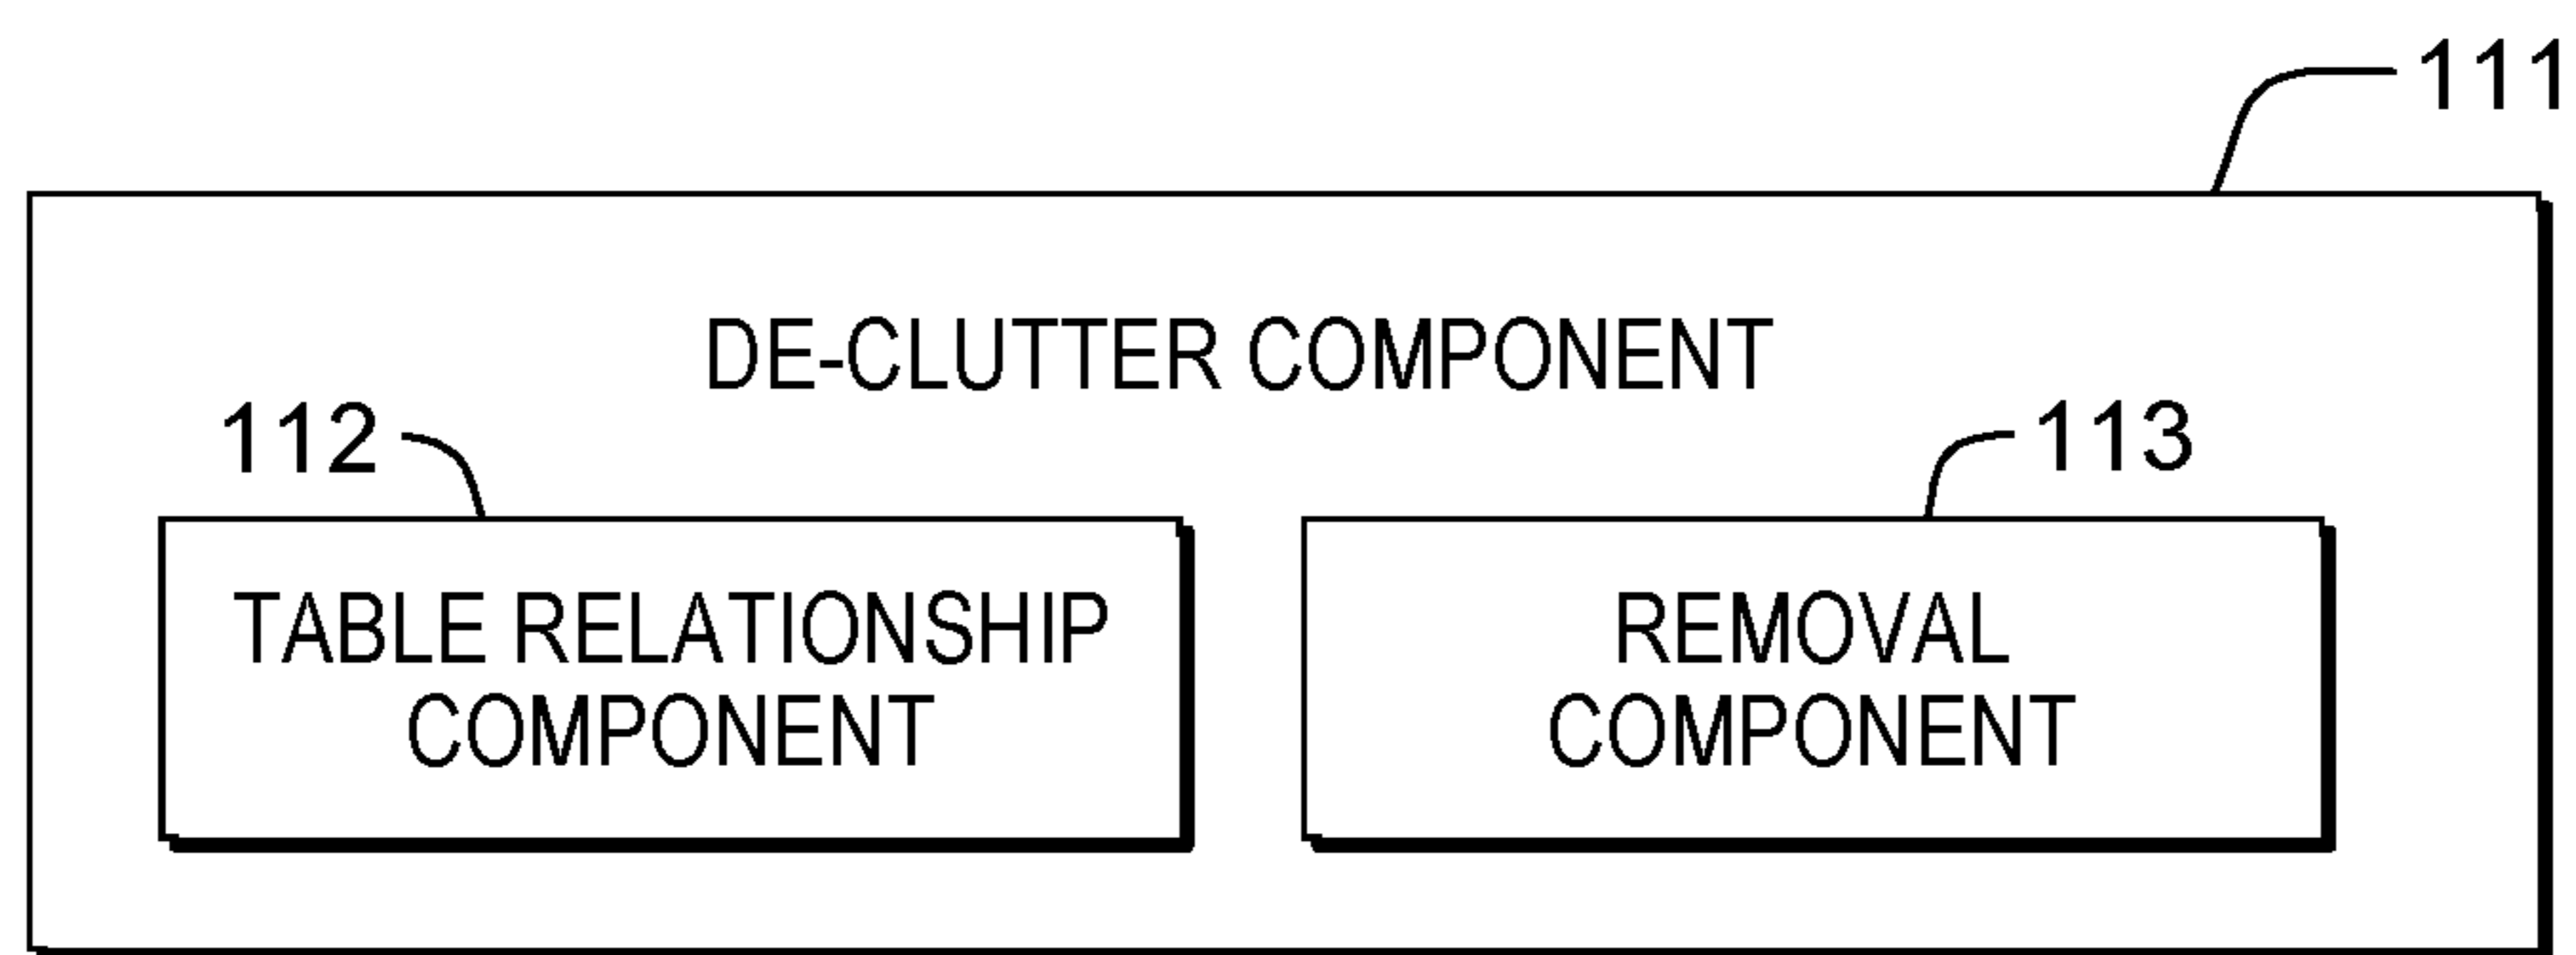 111
DE-CLUTTER COMPONENT
112
113
TABLE RELATIONSHIP
COMPONENT
REMOVAL
COMPONENT